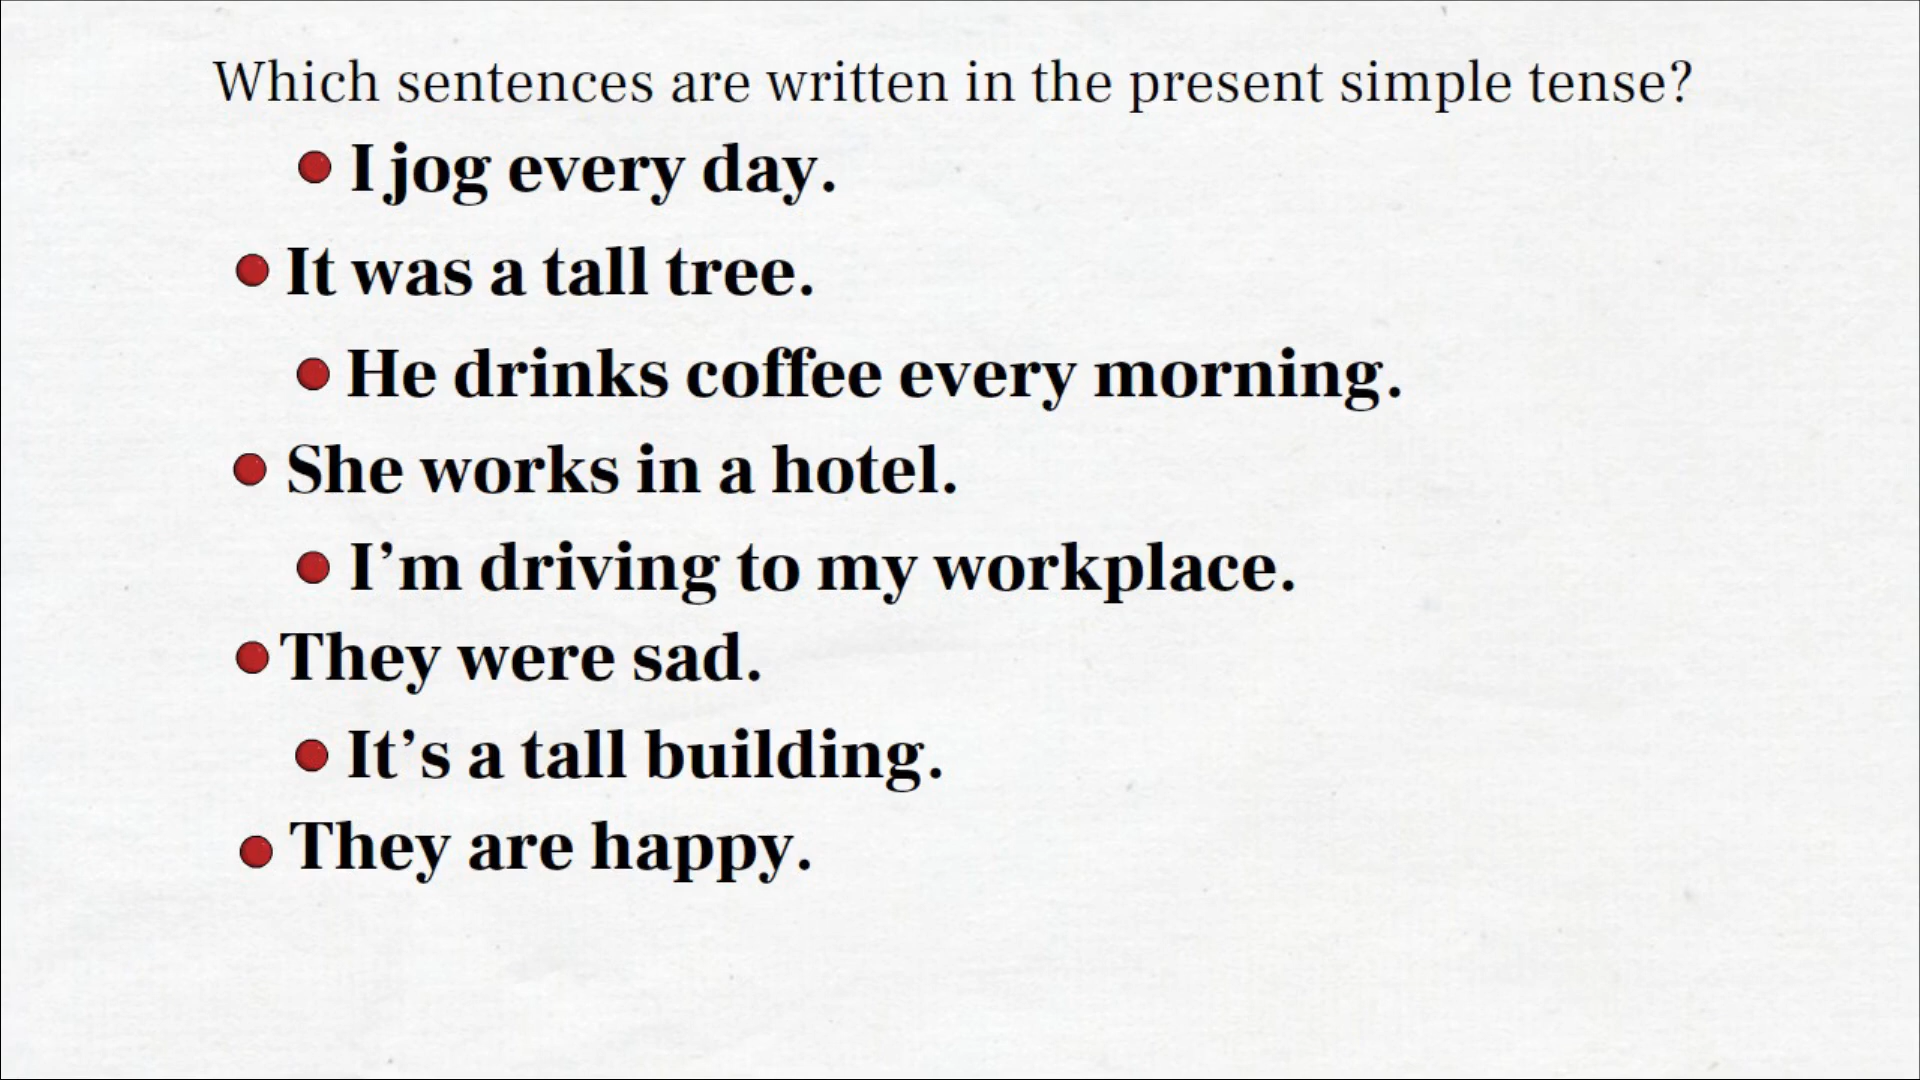 Which sentences are written in the present simple tense?
I jog every day.
It was a tall tree.
He drinks coffee every morning.
She works in a hotel.
I’m driving to my workplace.
They were sad.
It’s a tall building.
They are happy.